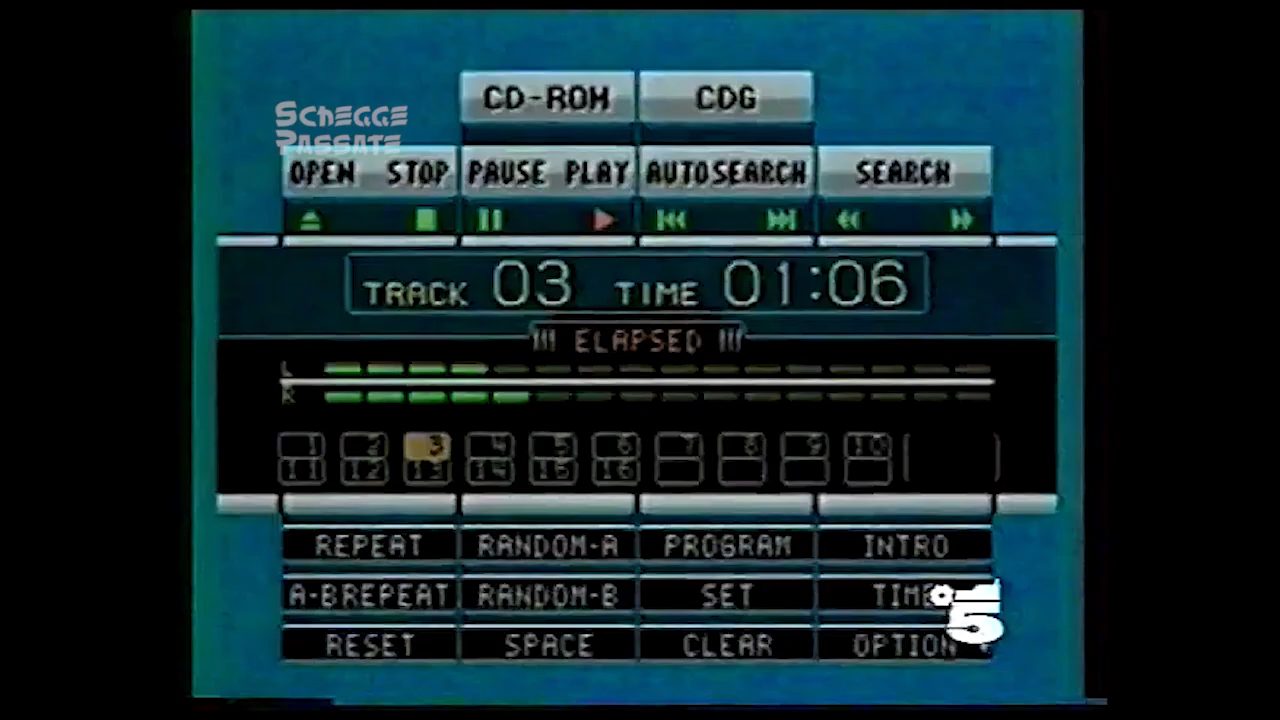 CD-ROM CDG
SCHEGGE
PASSATE
OPEN STOP PAUSE PLAY AUTOSEARCH SEARCH
TRACK 03 TIME 01:06
ELAPSED
L
R
1 2 3 4 5 6 7 8 9 10
11 12 13 14 15 16
REPEAT RANDOM-A PROGRAM INTRO
A-BREPEAT RANDOM-B SET TIME
5
RESET SPACE CLEAR OPTION